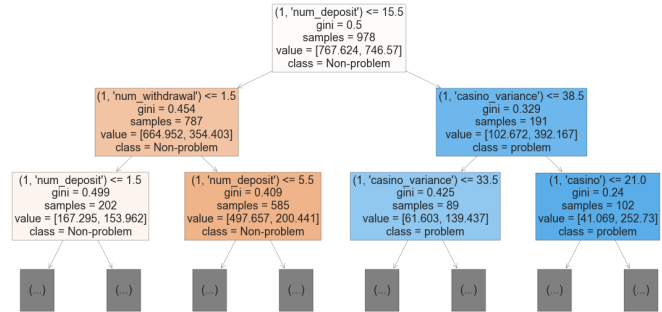 (1, 'num_deposit') <= 15.5
gini = 0.5
samples = 978
value = [767.624, 746.57]
class = Non-problem
(1, 'num_withdrawal') <= 1.5
gini = 0.454
samples = 787
value = [664.952, 354.403]
class = Non-problem
(1, 'casino_variance') <= 38.5
gini = 0.329
samples = 191
value = [102.672, 392.167]
class = problem
(1, 'num_deposit') <= 1.5
gini = 0.499
samples = 202
value = [167.295, 153.962]
class = Non-problem
(1, 'num_deposit') <= 5.5
gini = 0.409
samples = 585
value = [497.657, 200.441]
class = Non-problem
(1, 'casino_variance') <= 33.5
gini = 0.425
samples = 89
value = [61.603, 139.437]
class = problem
(1, 'casino') <= 21.0
gini = 0.24
samples = 102
value = [41.069, 252.73]
class = problem
(...)
(...)
(...)
(...)
(...)
(...)
(...)
(...)